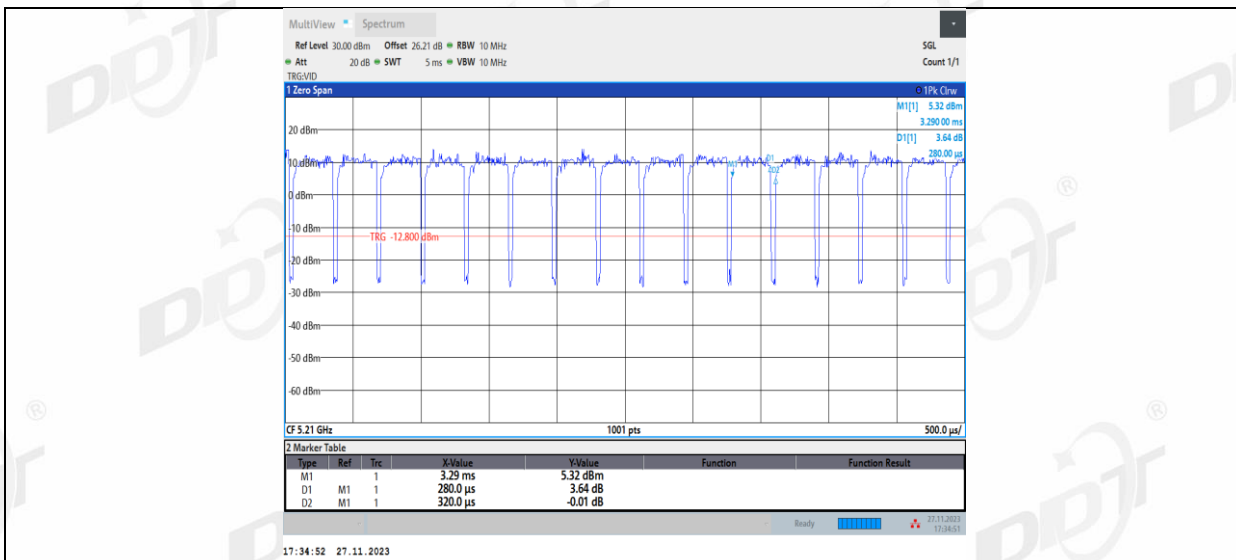 MultiView Spectrum
Ref Level 30.00 dBm Offset 26.21 dB RBW 10 MHz SGL
Att 20 dB SWT 5 ms VBW 10 MHz Count 1/1
TRG:VID
1 Zero Span 1Pk Clrw
M1[1] 5.32 dBm
3.290 00 ms
D1[1] 3.64 dB
280.00 µs
20 dBm
10 dBm
M1 D1
D2
0 dBm
-10 dBm
TRG -12.800 dBm
-20 dBm
-30 dBm
-40 dBm
-50 dBm
-60 dBm
CF 5.21 GHz 1001 pts 500.0 µs/
2 Marker Table
Type Ref Trc X-Value Y-Value Function Function Result
M1 1 3.29 ms 5.32 dBm
D1 M1 1 280.0 µs 3.64 dB
D2 M1 1 320.0 µs -0.01 dB
Ready 27.11.2023
17:34:51
17:34:52 27.11.2023
DDT
®